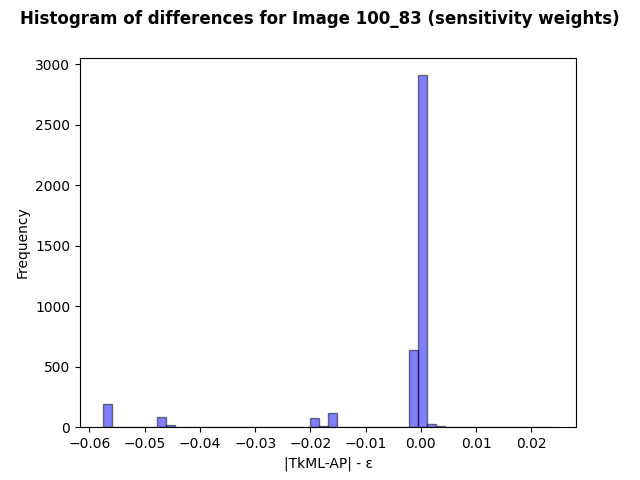 Histogram of differences for Image 100_83 (sensitivity weights)
3000
2500
2000
1500
1000
500
0
Frequency
−0.06 −0.05 −0.04 −0.03 −0.02 −0.01 0.00 0.01 0.02
|TkML-AP| - ε